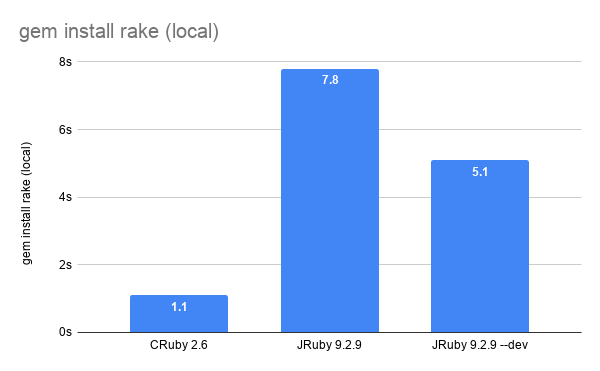 gem install rake (local)
gem install rake (local)
8s
6s
4s
2s
0s
7.8
5.1
1.1
CRuby 2.6
JRuby 9.2.9
JRuby 9.2.9 --dev